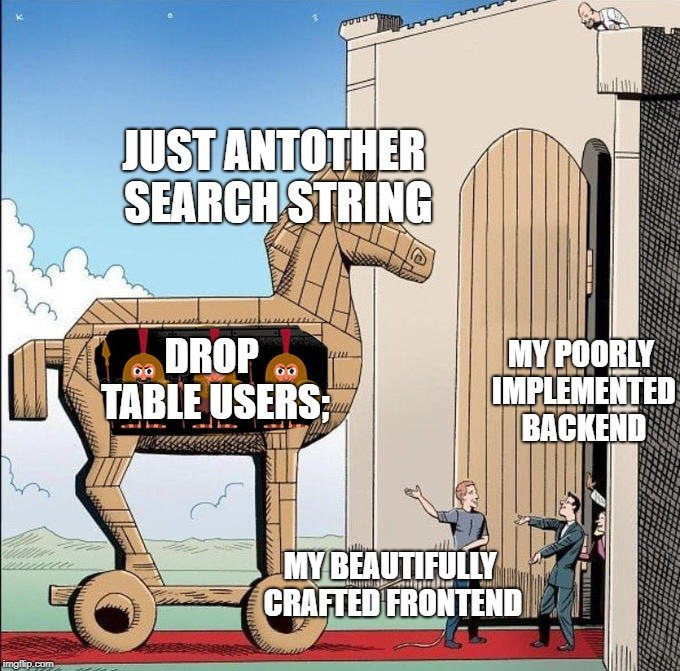 K O Z
JUST ANTOTHER
SEARCH STRING
DROP
TABLE USERS;
MY POORLY
IMPLEMENTED
BACKEND
MY BEAUTIFULLY
CRAFTED FRONTEND
imgflip.com